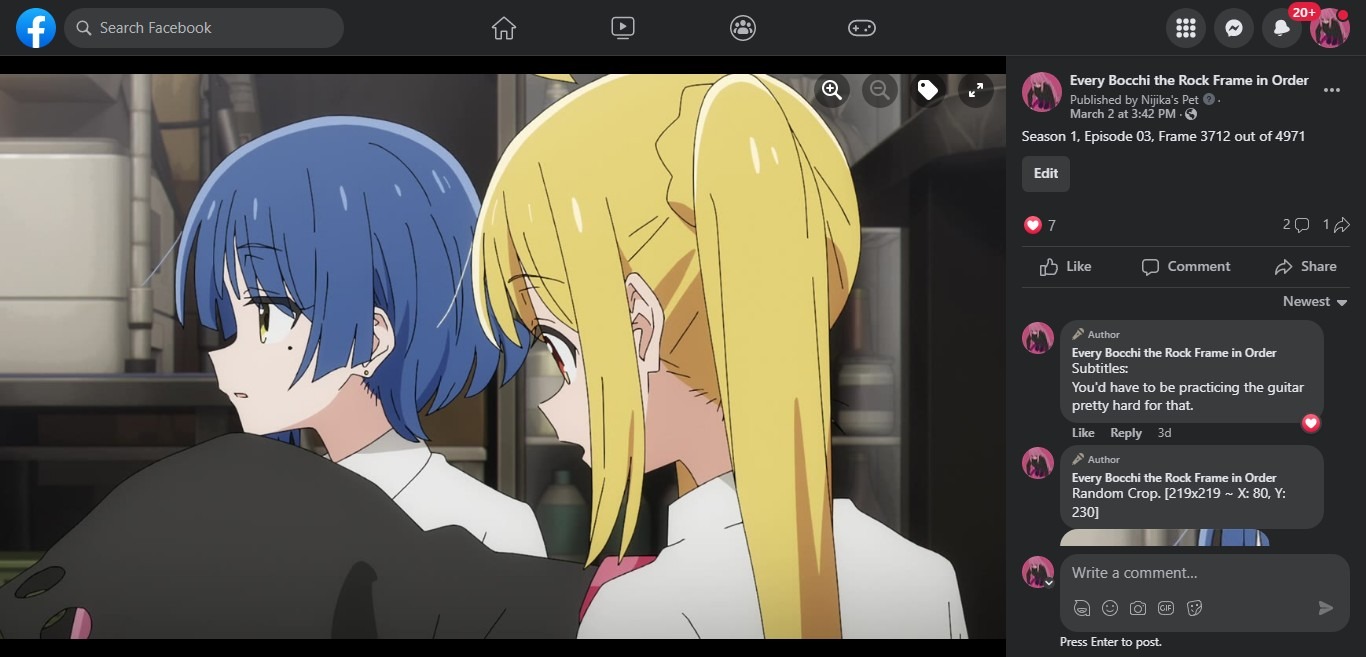 Search Facebook
20+
Every Bocchi the Rock Frame in Order
Published by Nijika's Pet ?
·
March 2 at 3:42 PM ·
Season 1, Episode 03, Frame 3712 out of 4971
Edit
7
2
1
Like
Comment
Share
Newest
Author
Every Bocchi the Rock Frame in Order
Subtitles:
You'd have to be practicing the guitar
pretty hard for that.
Like Reply 3d
Author
Every Bocchi the Rock Frame in Order
Random Crop. [219x219 ~ X: 80, Y:
230]
Write a comment...
GIF
Press Enter to post.